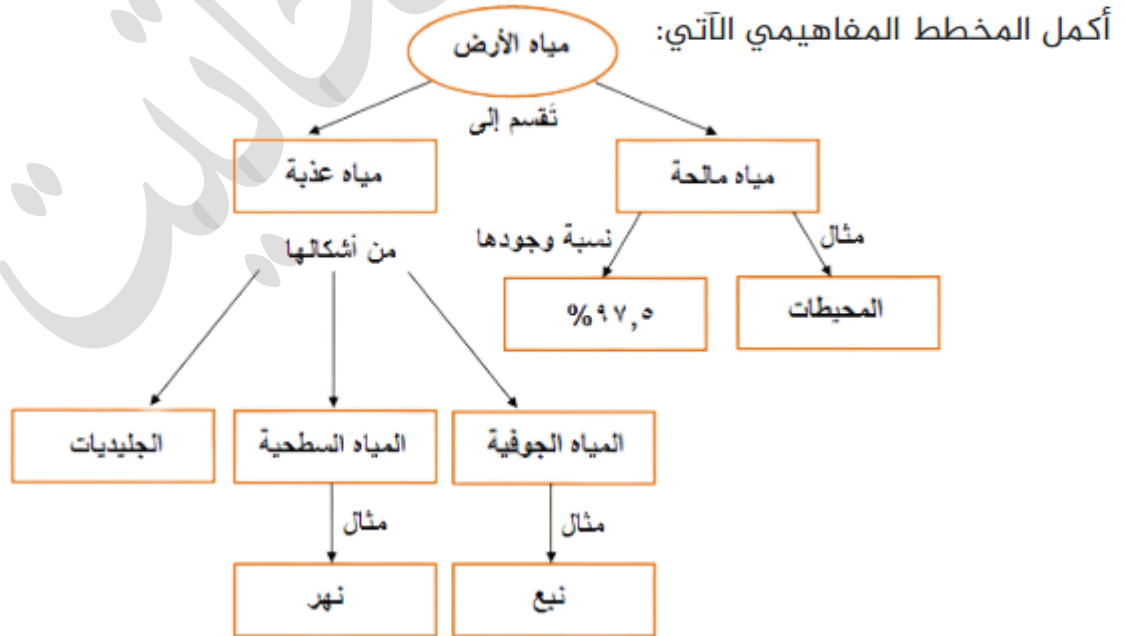 أكمل المخطط المفاهيمي الآتي:
مياه الأرض
تُقسم إلى
مياه مالحة
مياه عذبة
مثال
نسبة وجودها
من أشكالها
المحيطات
%٩٧,٥
المياه الجوفية
المياه السطحية
الجليديات
مثال
مثال
نبع
نهر